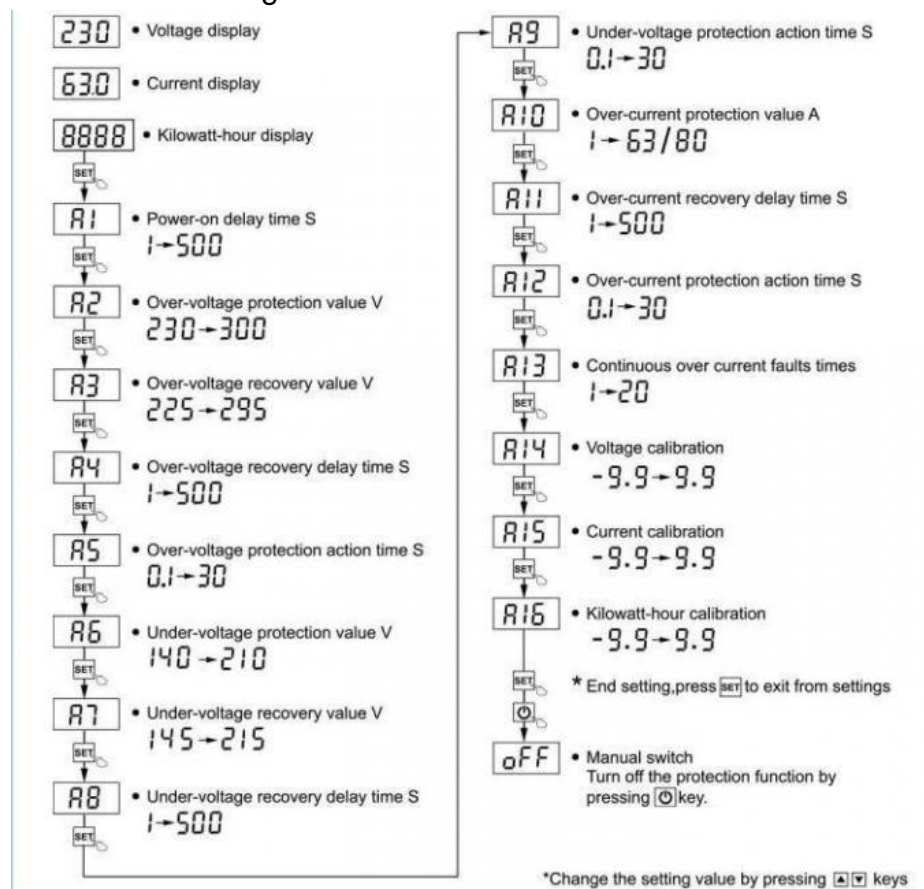 230 • Voltage display
63.0 • Current display
8888 • Kilowatt-hour display
SET
A1 • Power-on delay time S
1→500
SET
A2 • Over-voltage protection value V
230→300
SET
A3 • Over-voltage recovery value V
225→295
SET
A4 • Over-voltage recovery delay time S
1→500
SET
A5 • Over-voltage protection action time S
0.1→30
SET
A6 • Under-voltage protection value V
140→210
SET
A7 • Under-voltage recovery value V
145→215
SET
A8 • Under-voltage recovery delay time S
1→500
SET
A9 • Under-voltage protection action time S
0.1→30
SET
A10 • Over-current protection value A
1→63/80
SET
A11 • Over-current recovery delay time S
1→500
SET
A12 • Over-current protection action time S
0.1→30
SET
A13 • Continuous over current faults times
1→20
SET
A14 • Voltage calibration
-9.9→9.9
SET
A15 • Current calibration
-9.9→9.9
SET
A16 • Kilowatt-hour calibration
-9.9→9.9
SET
* End setting,press SET to exit from settings
oFF • Manual switch
Turn off the protection function by
pressing ⏻ key.
*Change the setting value by pressing ▲▼ keys